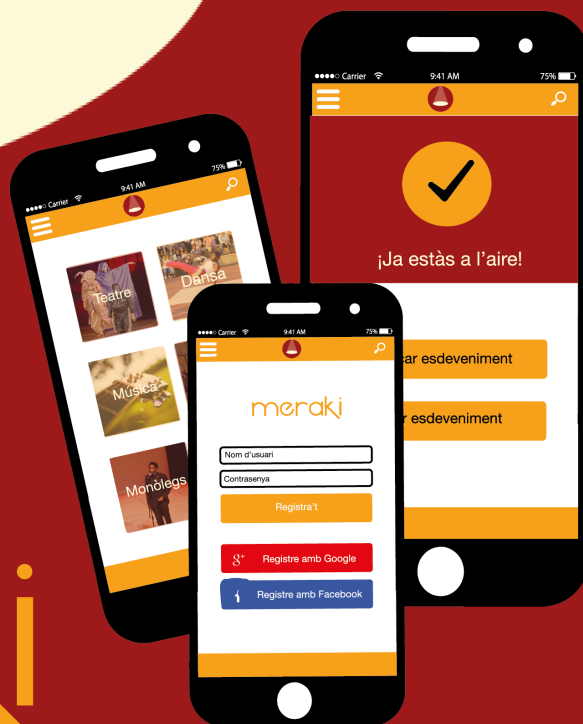 Carrier 9:41 AM 75%
Teatre
Dansa
Música
Monòlegs
Carrier 9:41 AM 75%
¡Ja estàs a l'aire!
esdeveniment
esdeveniment
Carrier 9:41 AM 75%
meraki
Nom d'usuari
Contrasenya
Registra't
g+ Registre amb Google
f Registre amb Facebook
i